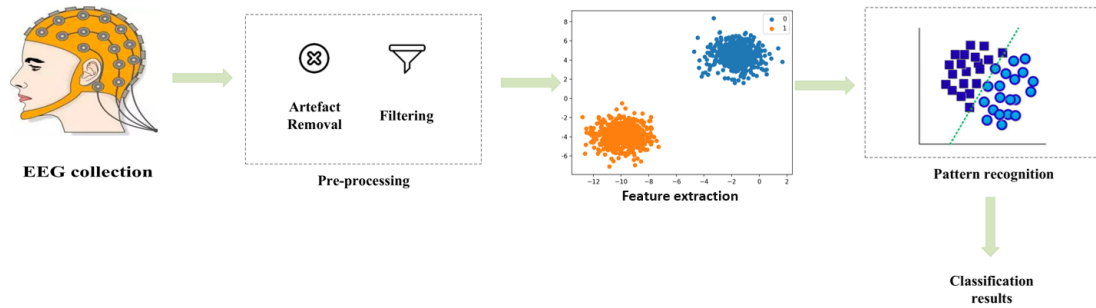 EEG collection
Artefact
Removal
Filtering
Pre-processing
0
1
8
6
4
2
0
-2
-4
-6
-12
-10
-8
-6
-4
-2
0
2
Feature extraction
Pattern recognition
Classification
results